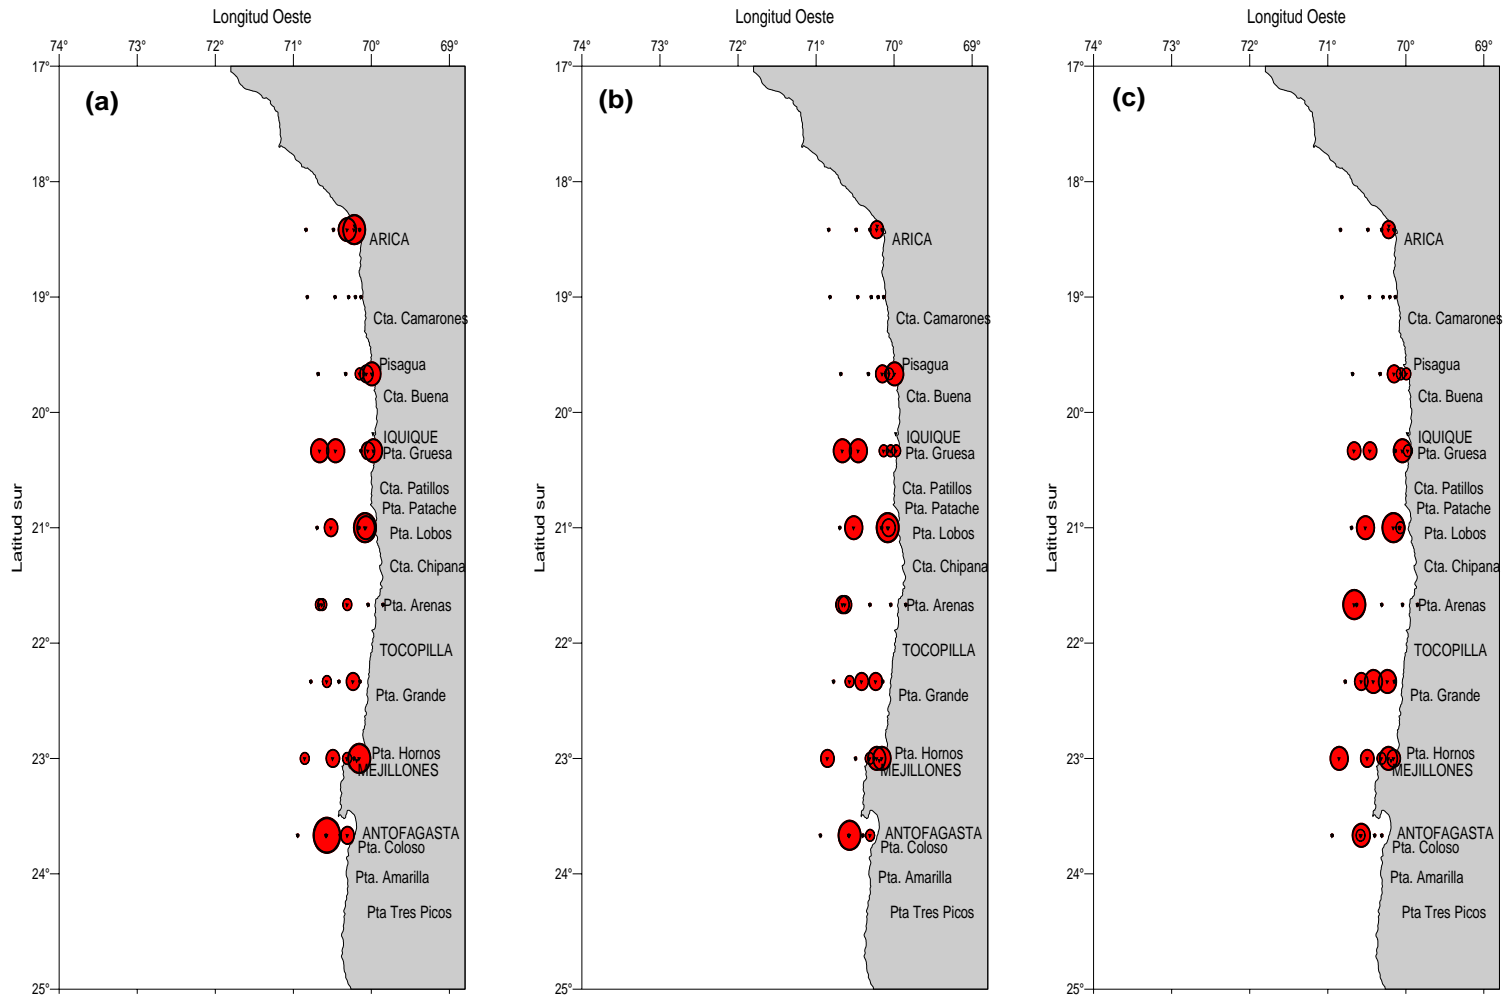 Longitud Oeste
74° 73° 72° 71° 70° 69°
17°
(a)
18°
ARICA
19°
Cta. Camarones
Pisagua
Cta. Buena
20°
IQUIQUE
Pta. Gruesa
Cta. Patillos
Pta. Patache
21°
Pta. Lobos
Cta. Chipana
Pta. Arenas
22°
TOCOPILLA
Pta. Grande
Pta. Hornos
23°
MEJILLONES
ANTOFAGASTA
Pta. Coloso
24°
Pta. Amarilla
Pta Tres Picos
25°
Latitud sur
Longitud Oeste
74° 73° 72° 71° 70° 69°
17°
(b)
18°
ARICA
19°
Cta. Camarones
Pisagua
Cta. Buena
20°
IQUIQUE
Pta. Gruesa
Cta. Patillos
Pta. Patache
21°
Pta. Lobos
Cta. Chipana
Pta. Arenas
22°
TOCOPILLA
Pta. Grande
Pta. Hornos
23°
MEJILLONES
ANTOFAGASTA
Pta. Coloso
24°
Pta. Amarilla
Pta Tres Picos
25°
Latitud sur
Longitud Oeste
74° 73° 72° 71° 70° 69°
17°
(c)
18°
ARICA
19°
Cta. Camarones
Pisagua
Cta. Buena
20°
IQUIQUE
Pta. Gruesa
Cta. Patillos
Pta. Patache
21°
Pta. Lobos
Cta. Chipana
Pta. Arenas
22°
TOCOPILLA
Pta. Grande
Pta. Hornos
23°
MEJILLONES
ANTOFAGASTA
Pta. Coloso
24°
Pta. Amarilla
Pta Tres Picos
25°
Latitud sur